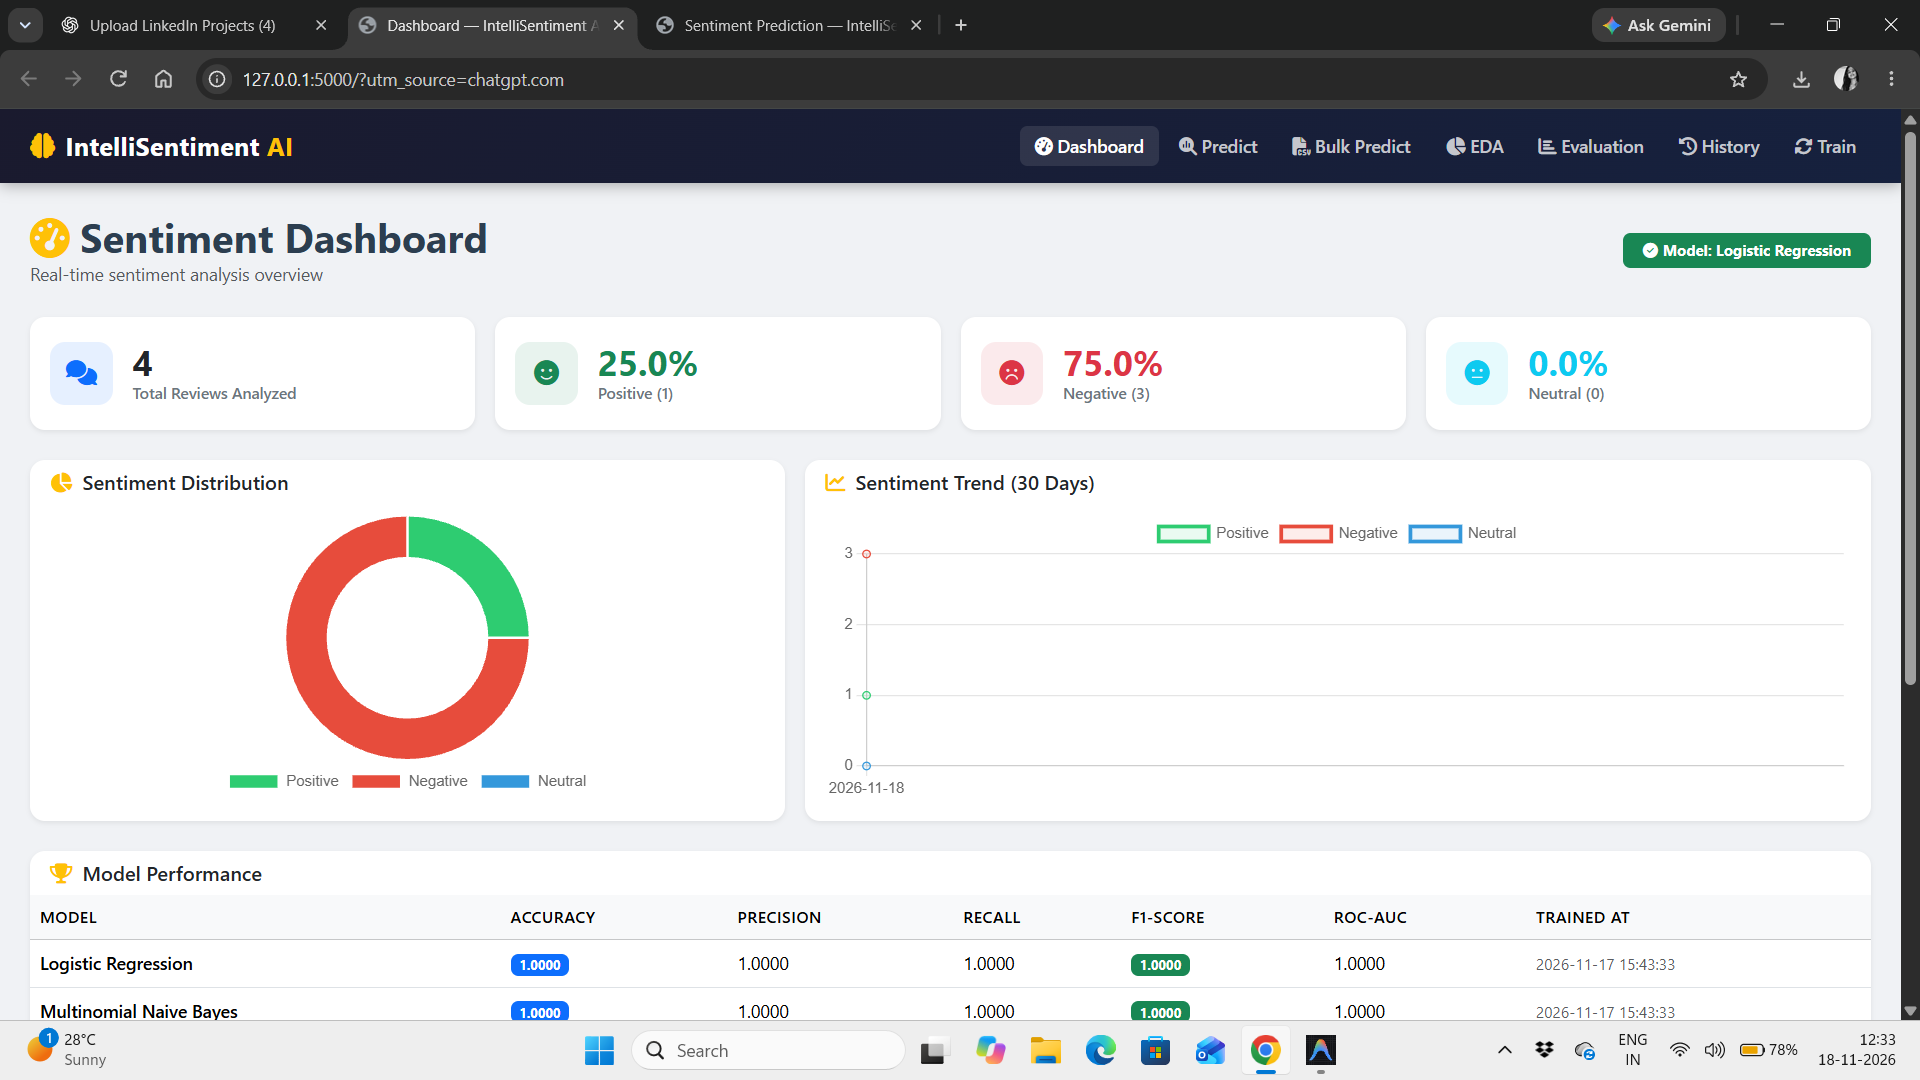 Upload LinkedIn Projects (4)
Dashboard — IntelliSentiment A
Sentiment Prediction — IntelliSe
Ask Gemini
127.0.0.1:5000/?utm_source=chatgpt.com
IntelliSentiment AI
Dashboard
Predict
Bulk Predict
EDA
Evaluation
History
Train
Sentiment Dashboard
Real-time sentiment analysis overview
Model: Logistic Regression
4
Total Reviews Analyzed
25.0%
Positive (1)
75.0%
Negative (3)
0.0%
Neutral (0)
Sentiment Distribution
Positive Negative Neutral
Sentiment Trend (30 Days)
Positive Negative Neutral
3
2
1
0
2026-11-18
Model Performance
MODEL ACCURACY PRECISION RECALL F1-SCORE ROC-AUC TRAINED AT
Logistic Regression 1.0000 1.0000 1.0000 1.0000 1.0000 2026-11-17 15:43:33
Multinomial Naive Bayes 1.0000 1.0000 1.0000 1.0000 1.0000 2026-11-17 15:43:33
1
28°C
Sunny
Search
ENG
IN
78%
12:33
18-11-2026